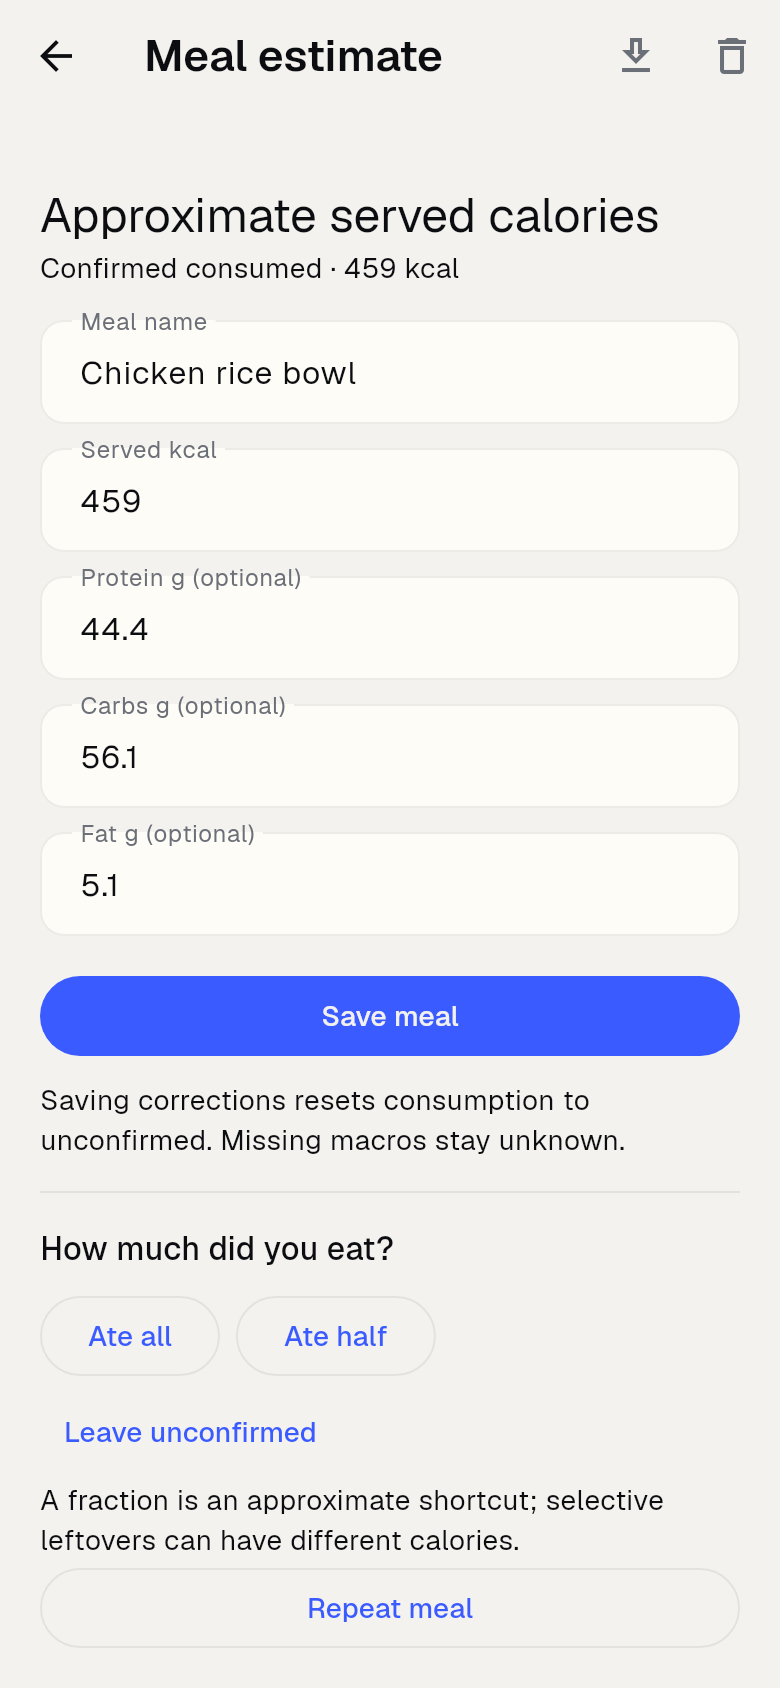 Meal estimate
Approximate served calories
Confirmed consumed · 459 kcal
Meal name
Chicken rice bowl
Served kcal
459
Protein g (optional)
44.4
Carbs g (optional)
56.1
Fat g (optional)
5.1
Save meal
Saving corrections resets consumption to
unconfirmed. Missing macros stay unknown.
How much did you eat?
Ate all
Ate half
Leave unconfirmed
A fraction is an approximate shortcut; selective
leftovers can have different calories.
Repeat meal